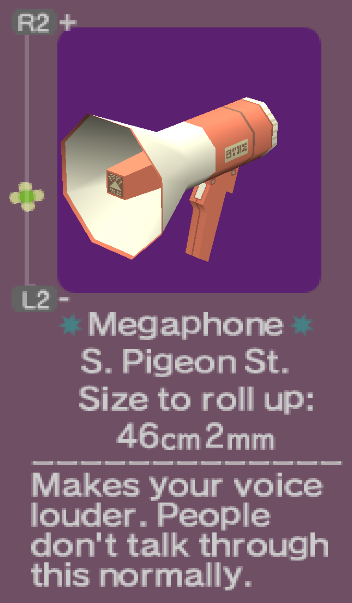 R2 +
L2 -
Megaphone
S. Pigeon St.
Size to roll up:
46cm2mm
Makes your voice
louder. People
don't talk through
this normally.